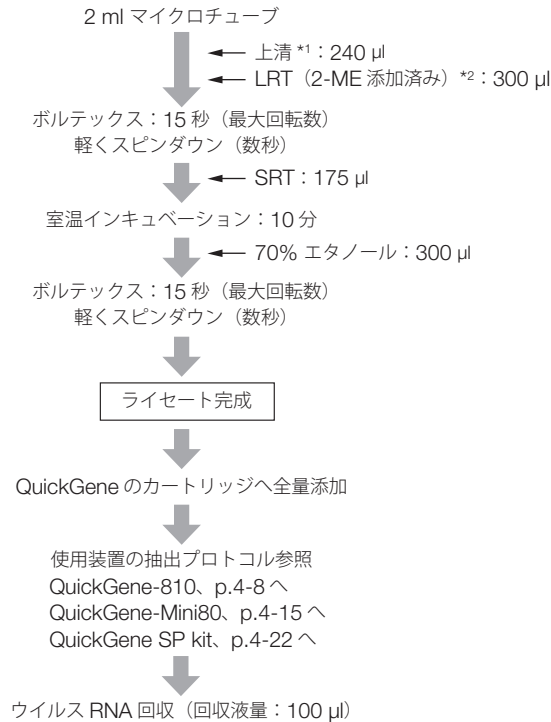 2 ml マイクロチューブ
上清 *1：240 µl
LRT（2-ME 添加済み）*2：300 µl
ボルテックス：15 秒（最大回転数）
軽くスピンダウン（数秒）
SRT：175 µl
室温インキュベーション：10 分
70% エタノール：300 µl
ボルテックス：15 秒（最大回転数）
軽くスピンダウン（数秒）
ライセート完成
QuickGene のカートリッジへ全量添加
使用装置の抽出プロトコル参照
QuickGene-810、p.4-8 へ
QuickGene-Mini80、p.4-15 へ
QuickGene SP kit、p.4-22 へ
ウイルス RNA 回収（回収液量：100 µl）